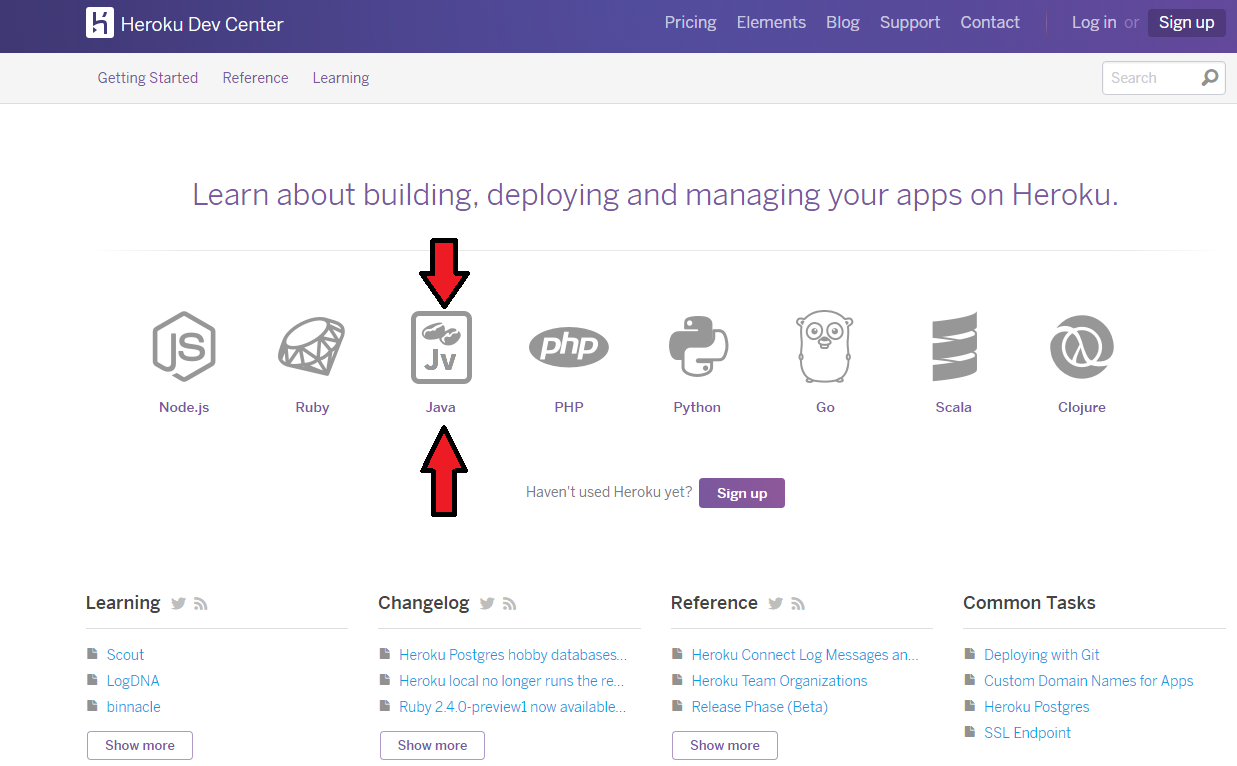 Heroku Dev Center
Pricing Elements Blog Support Contact Log in or Sign up
Getting Started Reference Learning Search
Learn about building, deploying and managing your apps on Heroku.
JS Jv php
Node.js Ruby Java PHP Python Go Scala Clojure
Haven't used Heroku yet? Sign up
Learning Changelog Reference Common Tasks
Scout Heroku Postgres hobby databases... Heroku Connect Log Messages an... Deploying with Git
LogDNA Heroku local no longer runs the re... Heroku Team Organizations Custom Domain Names for Apps
binnacle Ruby 2.4.0-preview1 now available... Release Phase (Beta) Heroku Postgres
SSL Endpoint
Show more Show more Show more